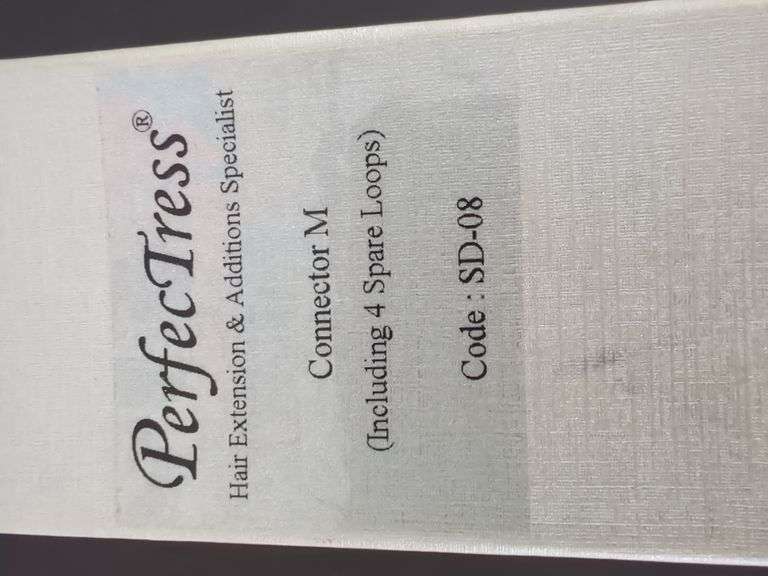 PerfecTress®
Hair Extension & Additions Specialist
Connector M
(Including 4 Spare Loops)
Code : SD-08